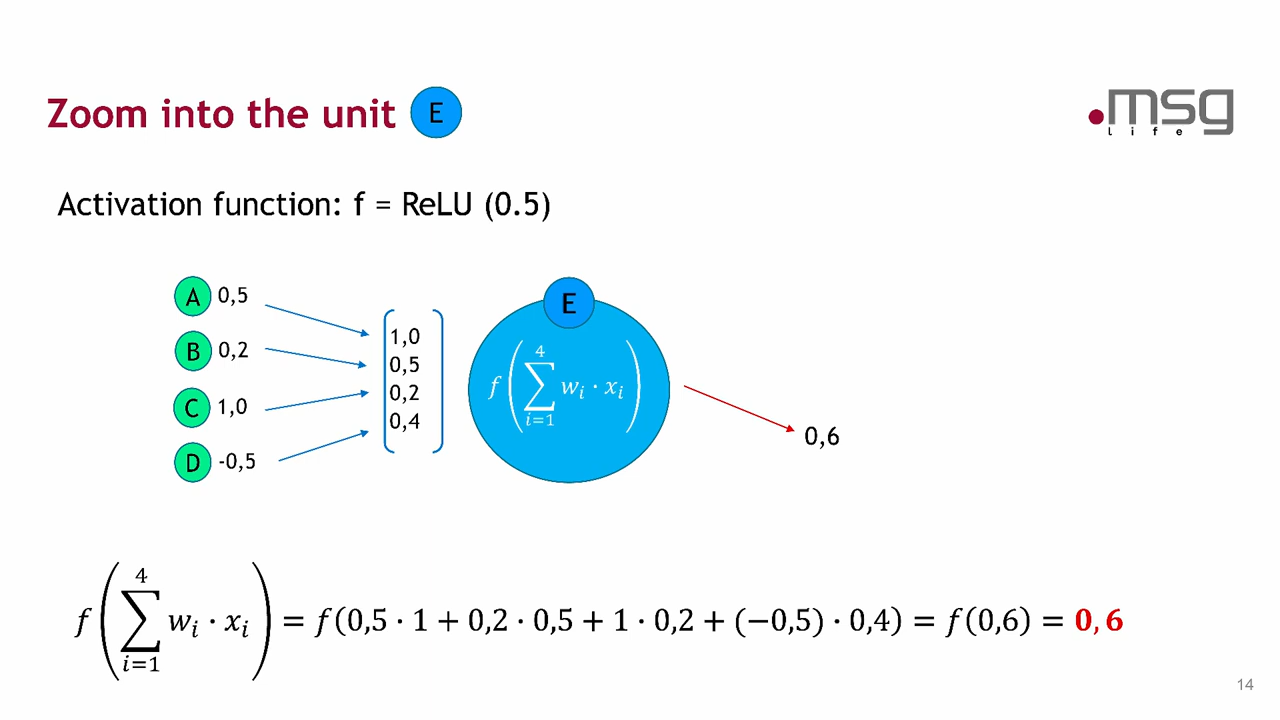 Zoom into the unit E
msg
life
Activation function: f = ReLU (0.5)
A 0,5
B 0,2
C 1,0
D -0,5
1,0
0,5
0,2
0,4
E
f(∑_{i=1}^{4} w_i · x_i)
0,6
f(∑_{i=1}^{4} w_i · x_i) = f(0,5 · 1 + 0,2 · 0,5 + 1 · 0,2 + (−0,5) · 0,4) = f(0,6) = 0,6
14